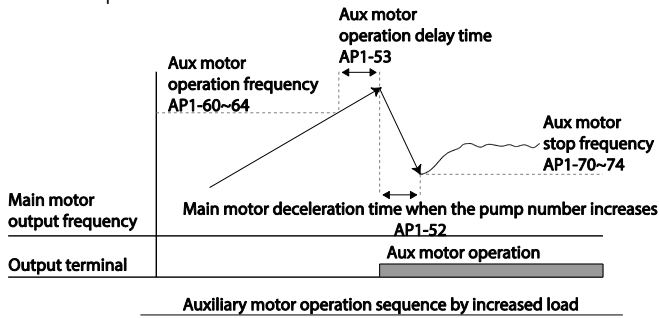 Aux motor
operation delay time
AP1-53
Aux motor
operation frequency
AP1-60~64
Aux motor
stop frequency
AP1-70~74
Main motor
output frequency
Main motor deceleration time when the pump number increases
AP1-52
Aux motor operation
Output terminal
Auxiliary motor operation sequence by increased load